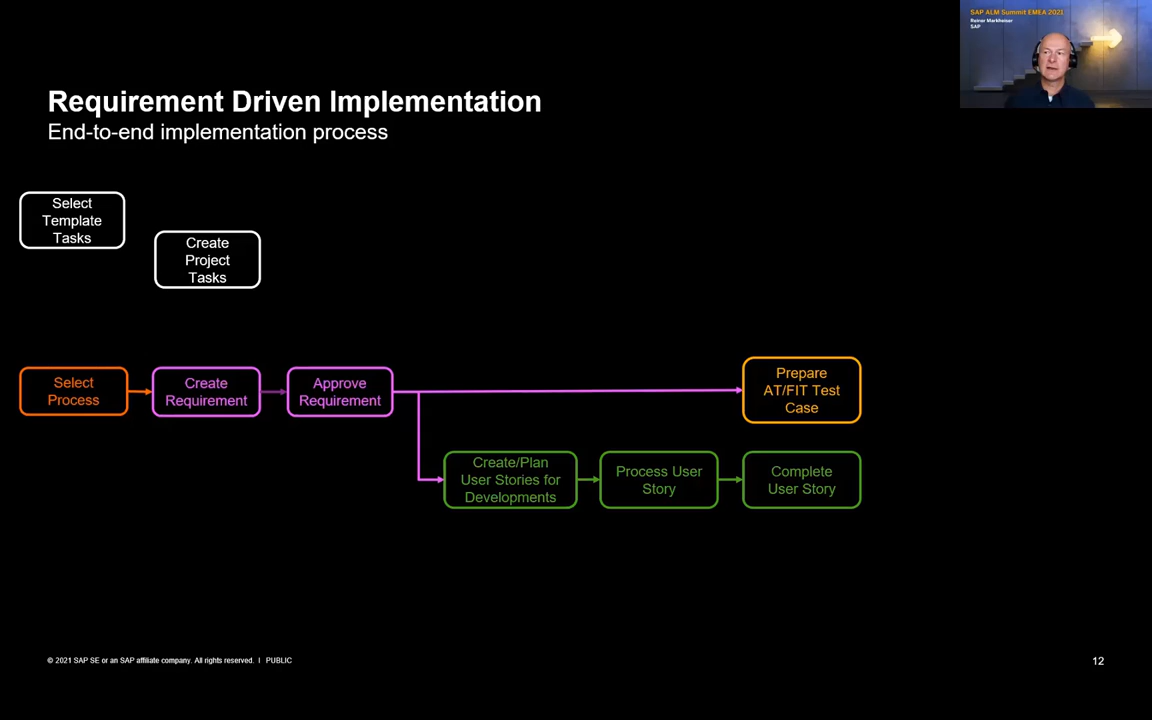 SAP ALM Summit EMEA 2021
Reiner Markheiser
SAP
Requirement Driven Implementation
End-to-end implementation process
Select
Template
Tasks
Create
Project
Tasks
Select
Process
Create
Requirement
Approve
Requirement
Prepare
AT/FIT Test
Case
Create/Plan
User Stories for
Developments
Process User
Story
Complete
User Story
© 2021 SAP SE or an SAP affiliate company. All rights reserved. I PUBLIC
12